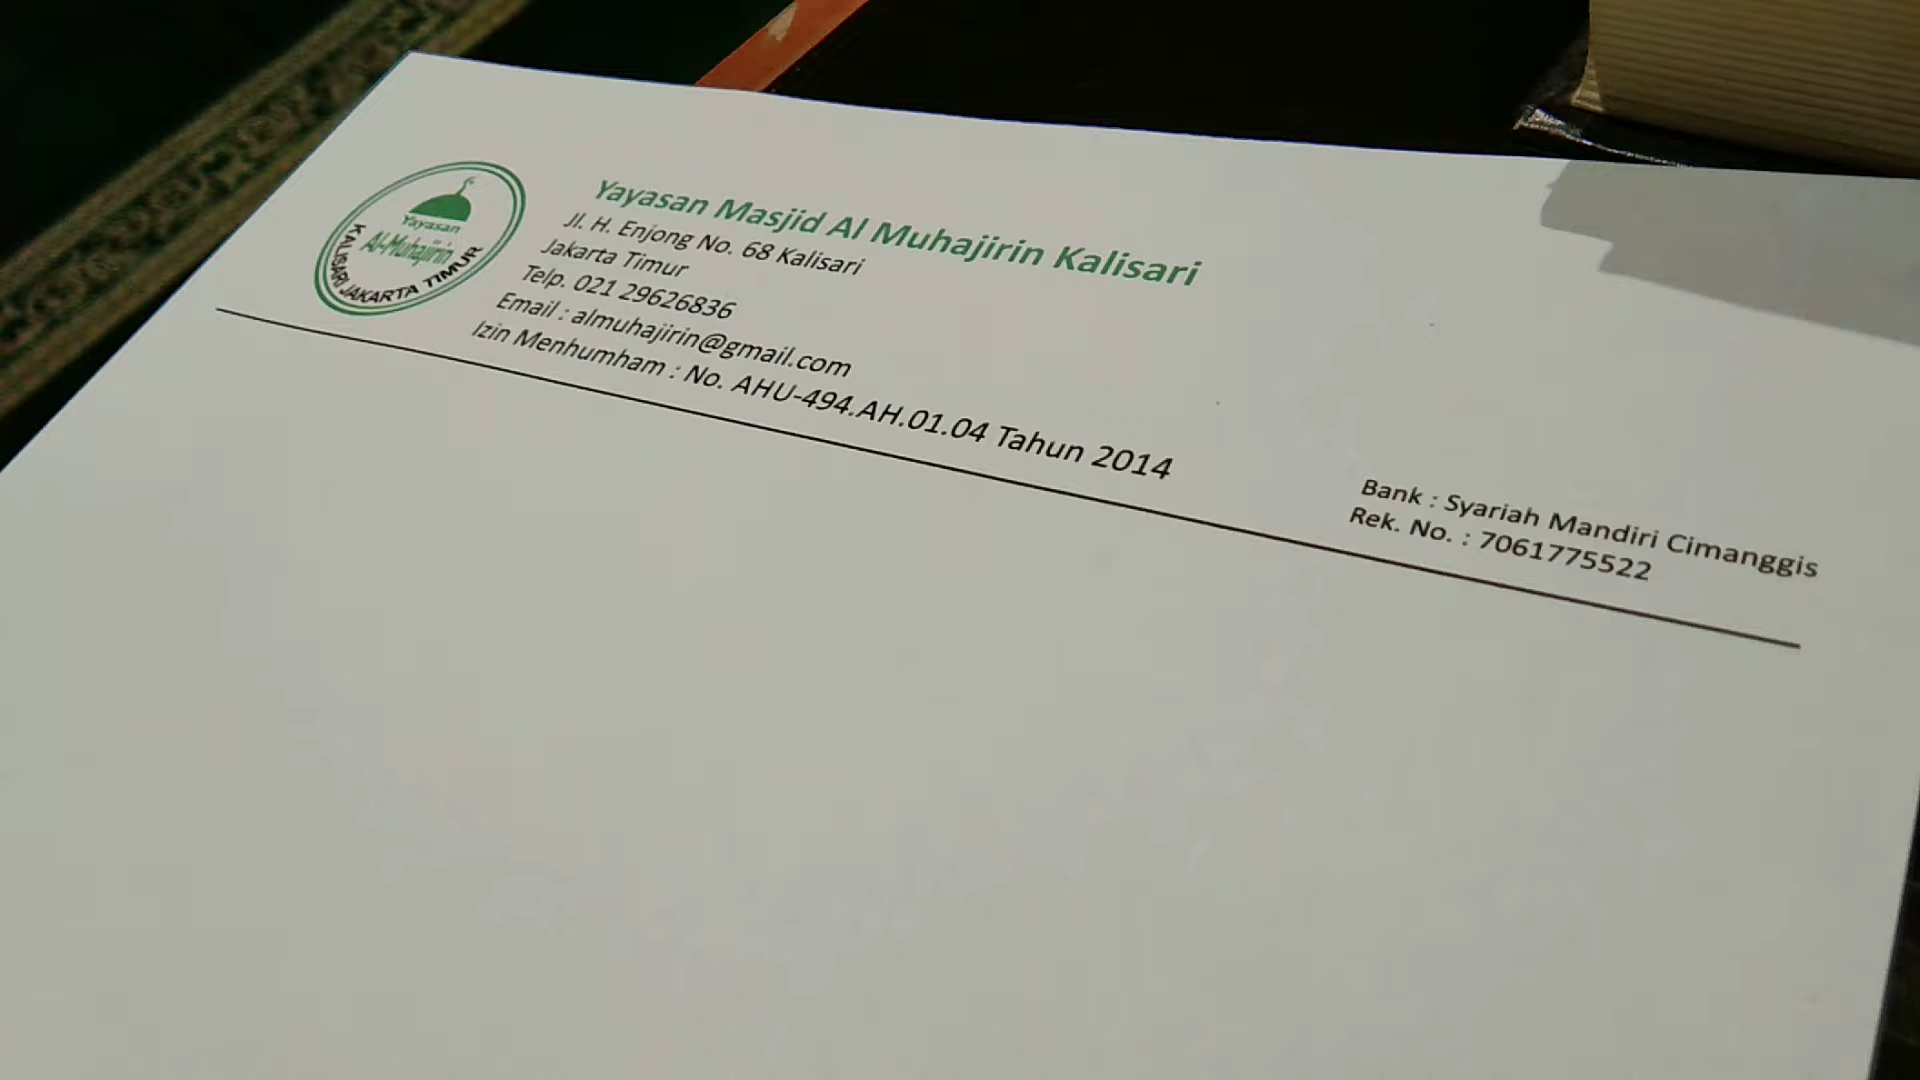 Yayasan
Al-Muhajirin
KALISARI JAKARTA TIMUR
Yayasan Masjid Al Muhajirin Kalisari
Jl. H. Enjong No. 68 Kalisari
Jakarta Timur
Telp. 021 29626836
Email : almuhajirin@gmail.com
Izin Menhumham : No. AHU-494.AH.01.04 Tahun 2014
Bank : Syariah Mandiri Cimanggis
Rek. No. : 7061775522